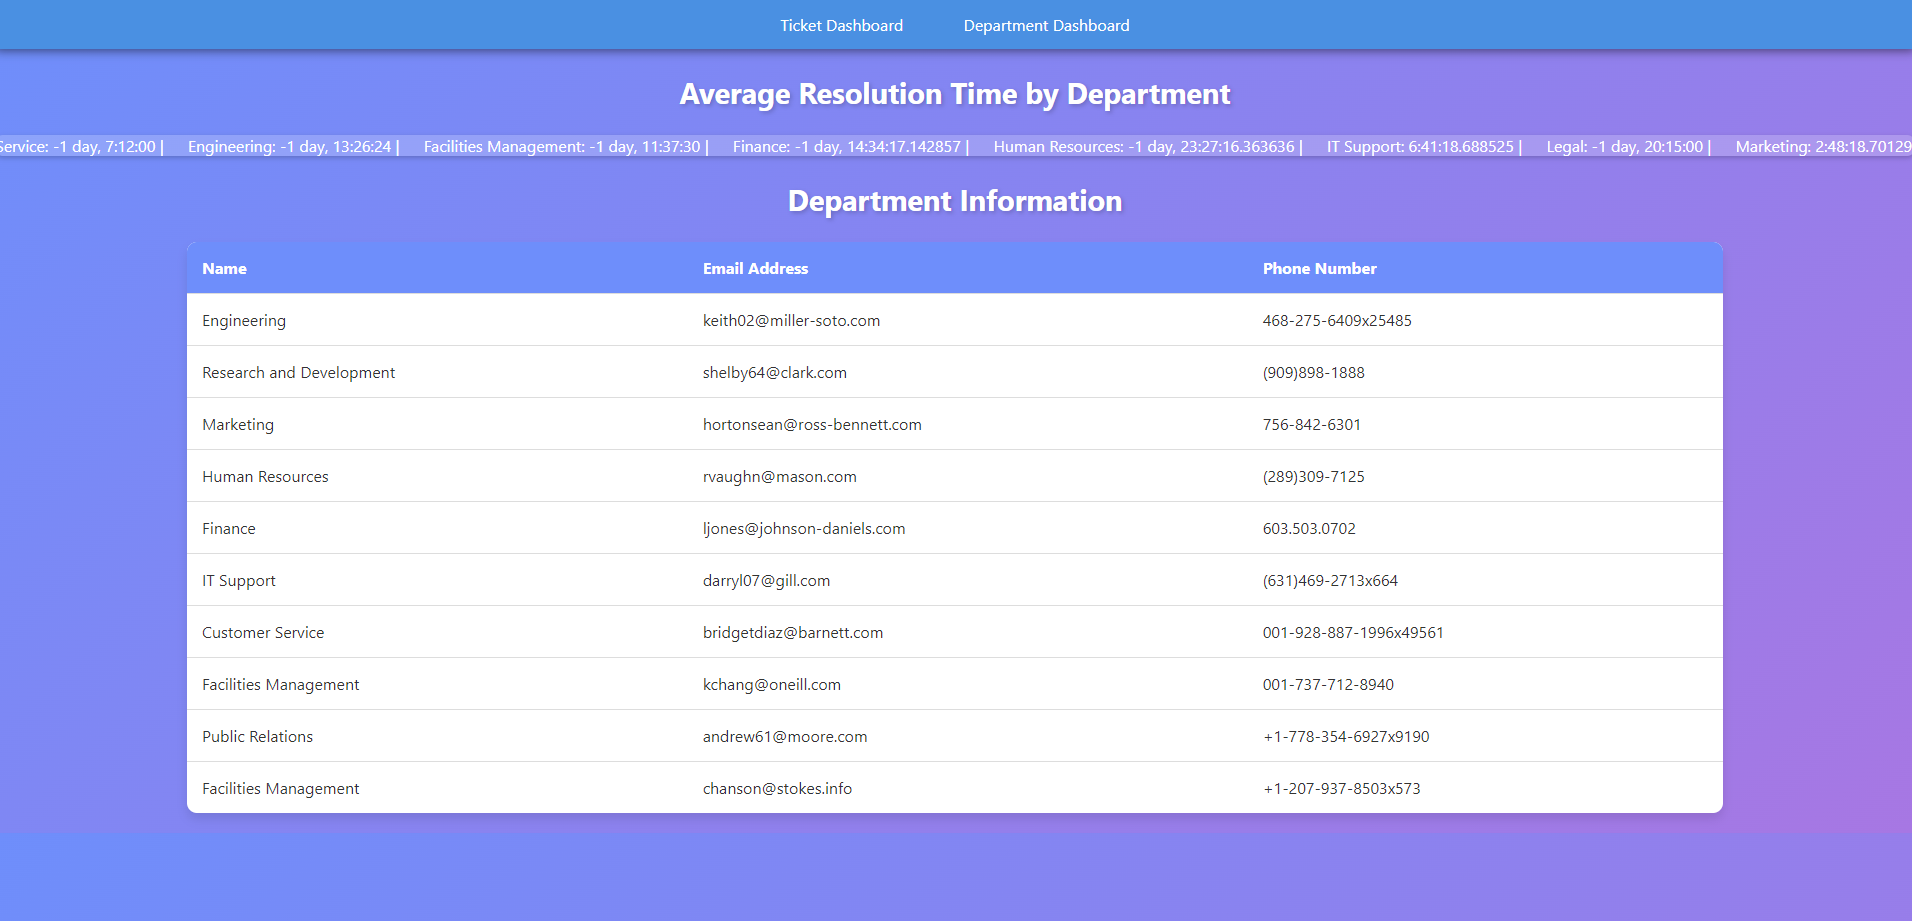 Ticket Dashboard Department Dashboard
Average Resolution Time by Department
Service: -1 day, 7:12:00 | Engineering: -1 day, 13:26:24 | Facilities Management: -1 day, 11:37:30 | Finance: -1 day, 14:34:17.142857 | Human Resources: -1 day, 23:27:16.363636 | IT Support: 6:41:18.688525 | Legal: -1 day, 20:15:00 | Marketing: 2:48:18.70129
Department Information
Name Email Address Phone Number
Engineering keith02@miller-soto.com 468-275-6409x25485
Research and Development shelby64@clark.com (909)898-1888
Marketing hortonsean@ross-bennett.com 756-842-6301
Human Resources rvaughn@mason.com (289)309-7125
Finance ljones@johnson-daniels.com 603.503.0702
IT Support darryl07@gill.com (631)469-2713x664
Customer Service bridgetdiaz@barnett.com 001-928-887-1996x49561
Facilities Management kchang@oneill.com 001-737-712-8940
Public Relations andrew61@moore.com +1-778-354-6927x9190
Facilities Management chanson@stokes.info +1-207-937-8503x573